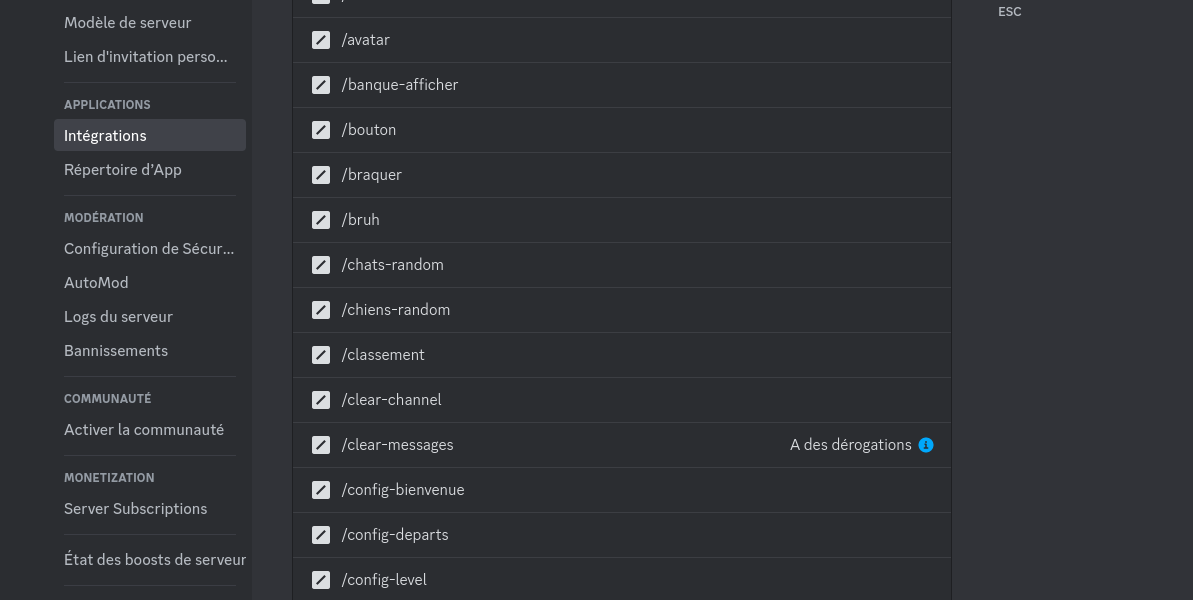 Modèle de serveur
Lien d'invitation perso...
APPLICATIONS
Intégrations
Répertoire d’App
MODÉRATION
Configuration de Sécur...
AutoMod
Logs du serveur
Bannissements
COMMUNAUTÉ
Activer la communauté
MONETIZATION
Server Subscriptions
État des boosts de serveur
/avatar
/banque-afficher
/bouton
/braquer
/bruh
/chats-random
/chiens-random
/classement
/clear-channel
/clear-messages A des dérogations
/config-bienvenue
/config-departs
/config-level
ESC